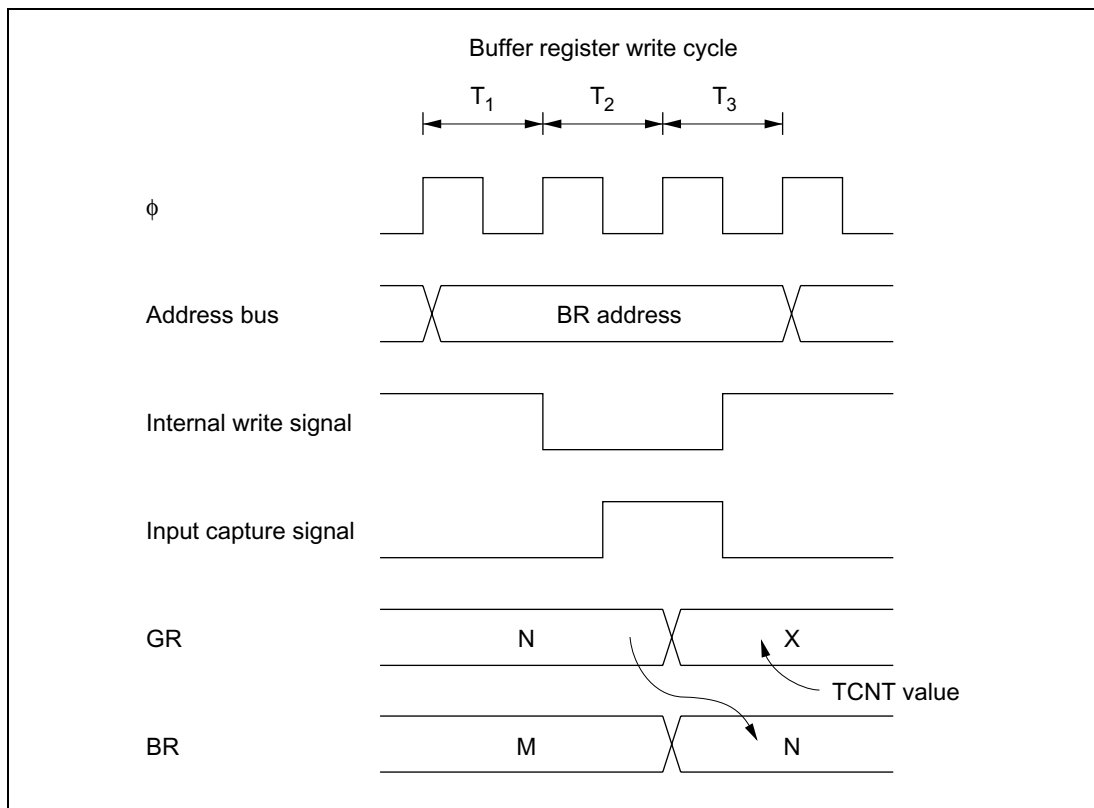 Buffer register write cycle
T1 T2 T3
φ
Address bus BR address
Internal write signal
Input capture signal
GR N X
TCNT value
BR M N